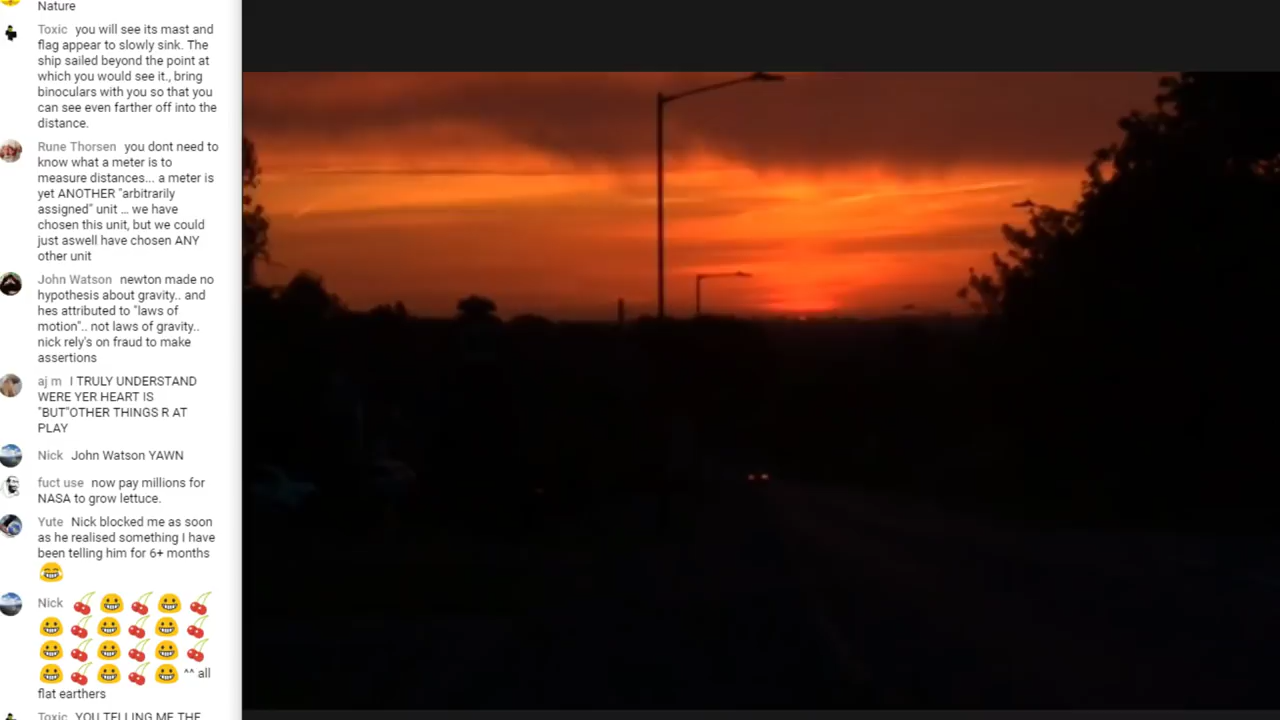 Nature
Toxic you will see its mast and
flag appear to slowly sink. The
ship sailed beyond the point at
which you would see it., bring
binoculars with you so that you
can see even farther off into the
distance.
Rune Thorsen you dont need to
know what a meter is to
measure distances... a meter is
yet ANOTHER "arbitrarily
assigned" unit ... we have
chosen this unit, but we could
just aswell have chosen ANY
other unit
John Watson newton made no
hypothesis about gravity.. and
hes attributed to "laws of
motion".. not laws of gravity..
nick rely's on fraud to make
assertions
aj m I TRULY UNDERSTAND
WERE YER HEART IS
"BUT"OTHER THINGS R AT
PLAY
Nick John Watson YAWN
fuct use now pay millions for
NASA to grow lettuce.
Yute Nick blocked me as soon
as he realised something I have
been telling him for 6+ months
Nick
^^ all
flat earthers
Toxic YOU TELLING ME THE